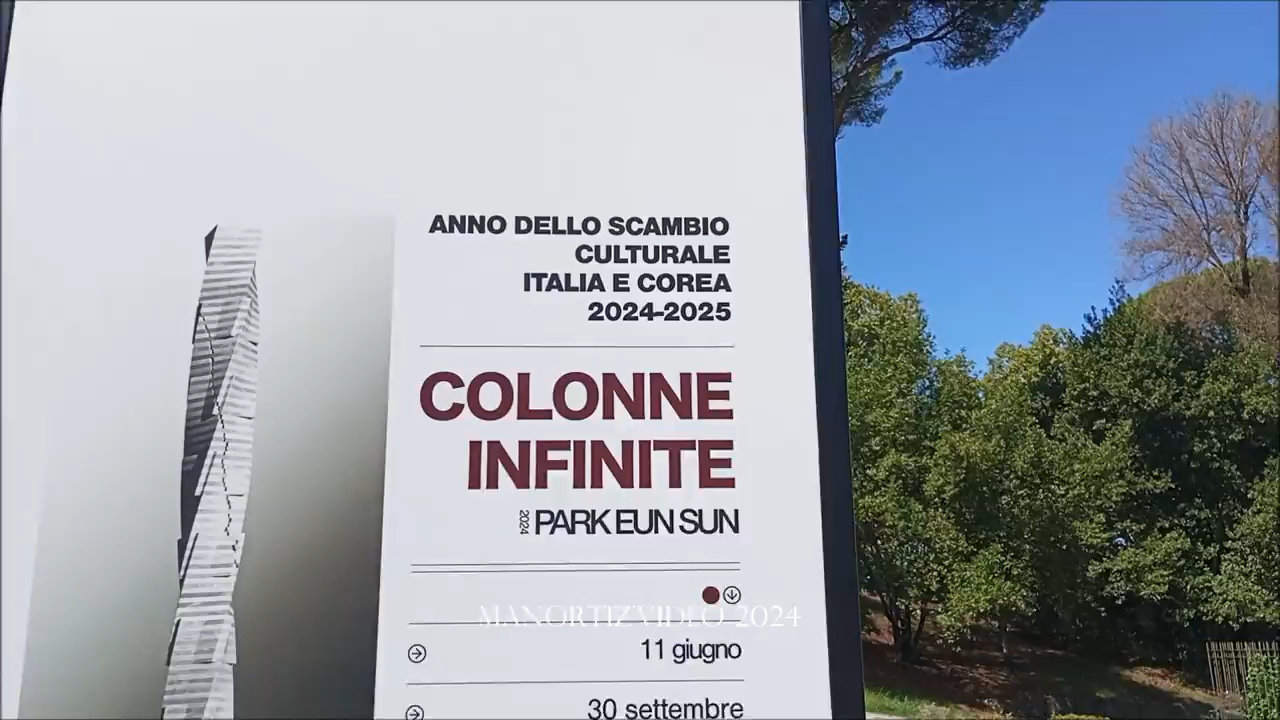 ANNO DELLO SCAMBIO
CULTURALE
ITALIA E COREA
2024-2025
COLONNE
INFINITE
2024 PARK EUN SUN
MANORTIZ VIDEO 2024
11 giugno
30 settembre